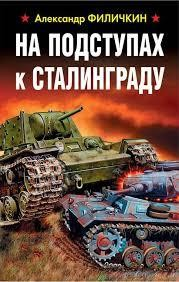 Александр ФИЛИЧКИН
НА ПОДСТУПАХ
К СТАЛИНГРАДУ